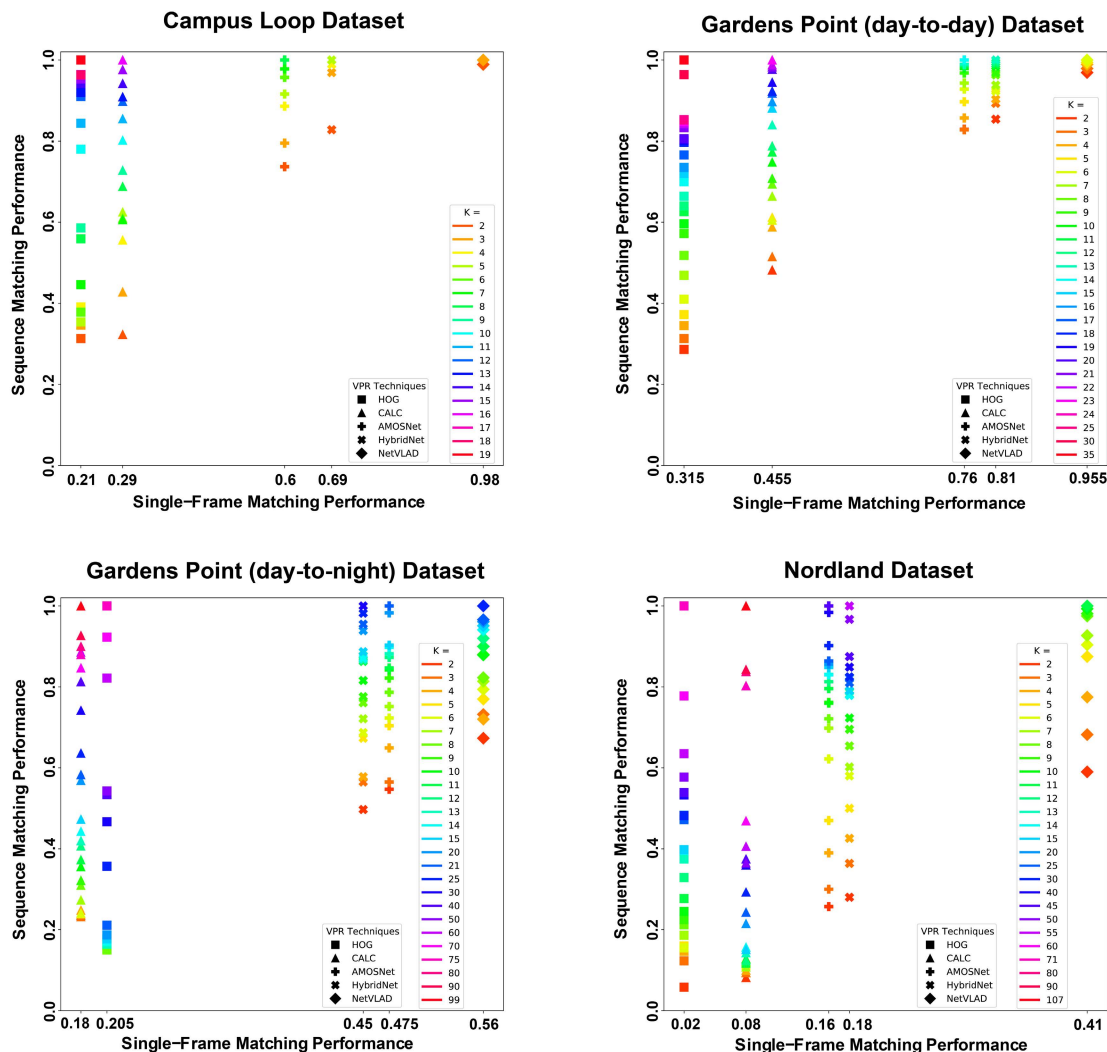 Campus Loop Dataset
Sequence Matching Performance
1.0
0.8
0.6
0.4
0.2
0.0
K =
2
3
4
5
6
7
8
9
10
11
12
13
14
15
16
17
18
19
VPR Techniques
HOG
CALC
AMOSNet
HybridNet
NetVLAD
0.21 0.29 0.6 0.69 0.98
Single-Frame Matching Performance
Gardens Point (day-to-day) Dataset
Sequence Matching Performance
1.0
0.8
0.6
0.4
0.2
0.0
K =
2
3
4
5
6
7
8
9
10
11
12
13
14
15
16
17
18
19
20
21
22
23
24
25
30
35
VPR Techniques
HOG
CALC
AMOSNet
HybridNet
NetVLAD
0.315 0.455 0.76 0.81 0.955
Single-Frame Matching Performance
Gardens Point (day-to-night) Dataset
Sequence Matching Performance
1.0
0.8
0.6
0.4
0.2
0.0
K =
2
3
4
5
6
7
8
9
10
11
12
13
14
15
20
21
25
30
40
50
60
70
75
80
90
99
VPR Techniques
HOG
CALC
AMOSNet
HybridNet
NetVLAD
0.18 0.205 0.45 0.475 0.56
Single-Frame Matching Performance
Nordland Dataset
Sequence Matching Performance
1.0
0.8
0.6
0.4
0.2
0.0
K =
2
3
4
5
6
7
8
9
10
11
12
13
14
15
20
25
30
40
45
50
55
60
71
80
90
107
VPR Techniques
HOG
CALC
AMOSNet
HybridNet
NetVLAD
0.02 0.08 0.16 0.18 0.41
Single-Frame Matching Performance